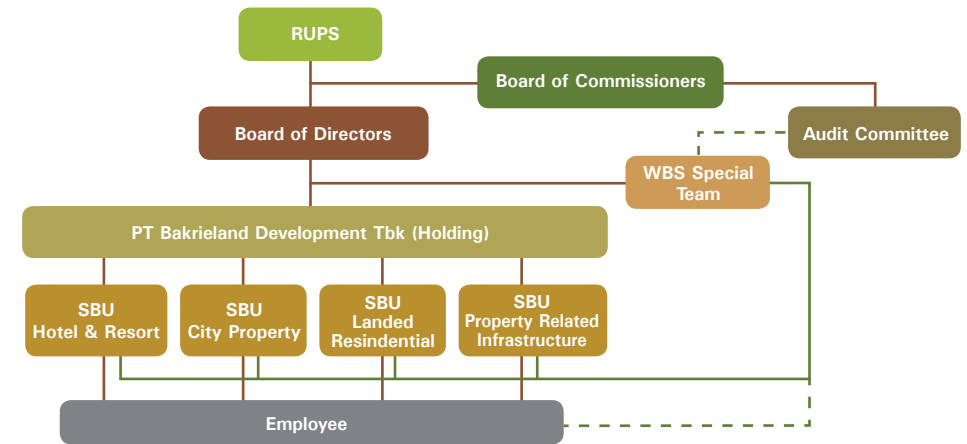 RUPS
Board of Commissioners
Board of Directors
Audit Committee
WBS Special
Team
PT Bakrieland Development Tbk (Holding)
SBU
Hotel & Resort
SBU
City Property
SBU
Landed
Resindential
SBU
Property Related
Infrastructure
Employee